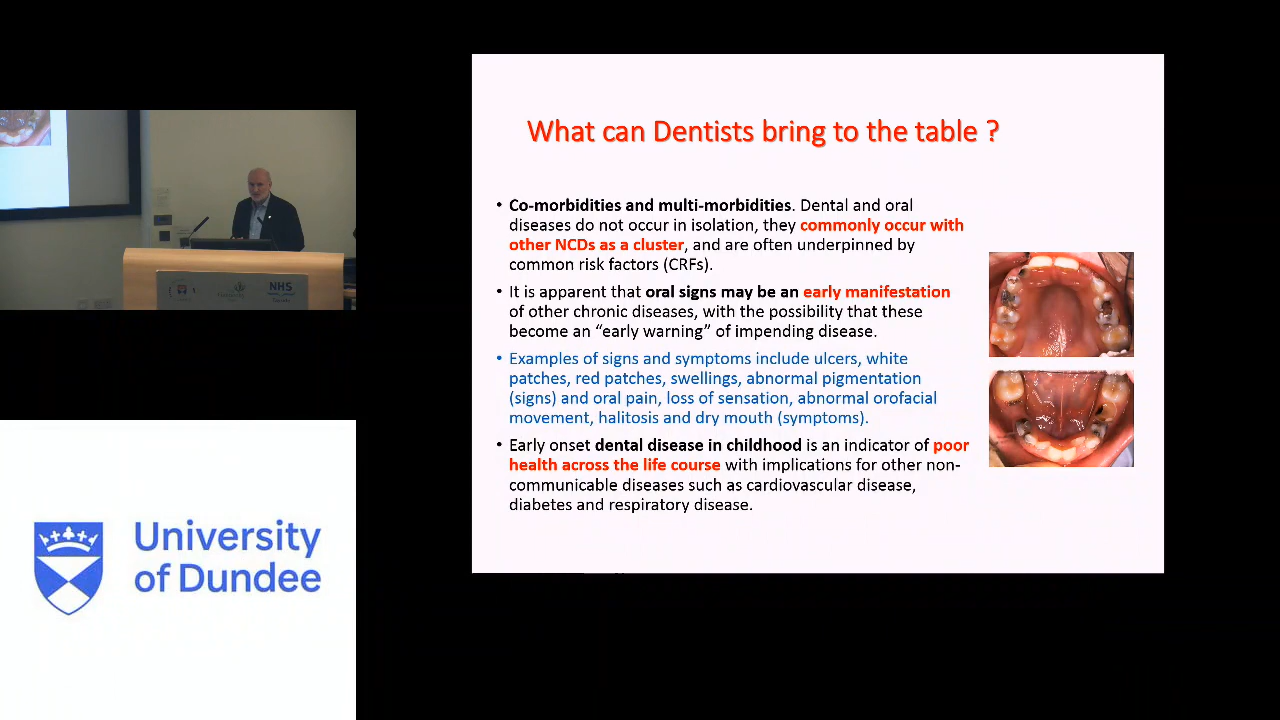 What can Dentists bring to the table ?
• Co-morbidities and multi-morbidities. Dental and oral
diseases do not occur in isolation, they commonly occur with
other NCDs as a cluster, and are often underpinned by
common risk factors (CRFs).
• It is apparent that oral signs may be an early manifestation
of other chronic diseases, with the possibility that these
become an “early warning” of impending disease.
• Examples of signs and symptoms include ulcers, white
patches, red patches, swellings, abnormal pigmentation
(signs) and oral pain, loss of sensation, abnormal orofacial
movement, halitosis and dry mouth (symptoms).
• Early onset dental disease in childhood is an indicator of poor
health across the life course with implications for other non-
communicable diseases such as cardiovascular disease,
diabetes and respiratory disease.
NHS
University
of Dundee